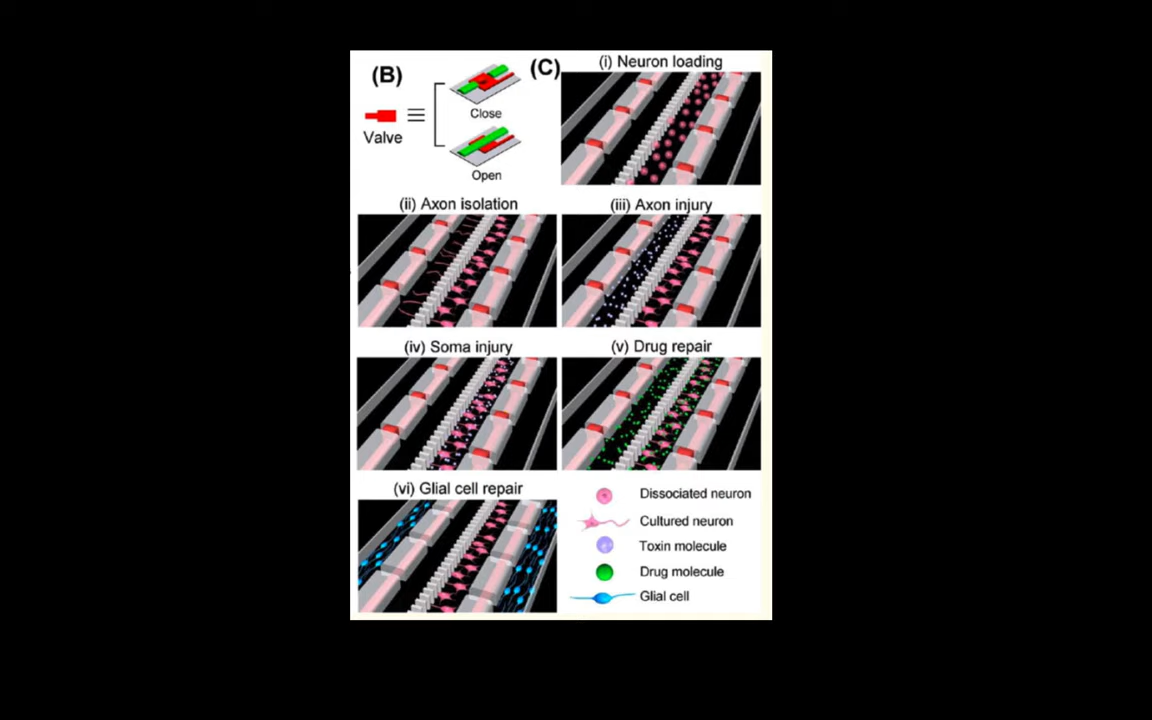 (B)
Valve
Close
Open
(C)
(i) Neuron loading
(ii) Axon isolation
(iii) Axon injury
(iv) Soma injury
(v) Drug repair
(vi) Glial cell repair
Dissociated neuron
Cultured neuron
Toxin molecule
Drug molecule
Glial cell